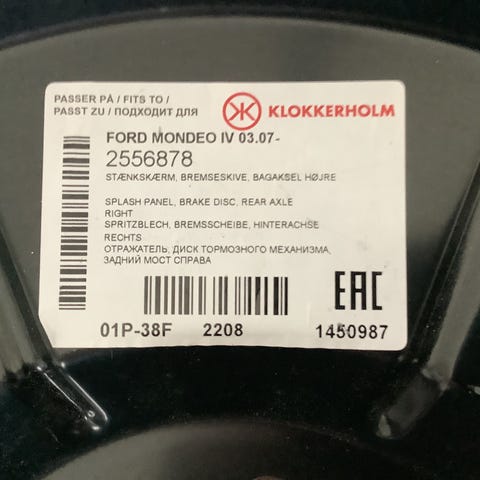 PASSER PÅ / FITS TO /
PASST ZU / ПОДХОДИТ ДЛЯ
KLOKKERHOLM
FORD MONDEO IV 03.07-
2556878
STÆNKSKÆRM, BREMSESKIVE, BAGAKSEL HØJRE
SPLASH PANEL, BRAKE DISC, REAR AXLE
RIGHT
SPRITZBLECH, BREMSSCHEIBE, HINTERACHSE
RECHTS
ОТРАЖАТЕЛЬ, ДИСК ТОРМОЗНОГО МЕХАНИЗМА,
ЗАДНИЙ МОСТ СПРАВА
EAC
01P-38F 2208 1450987